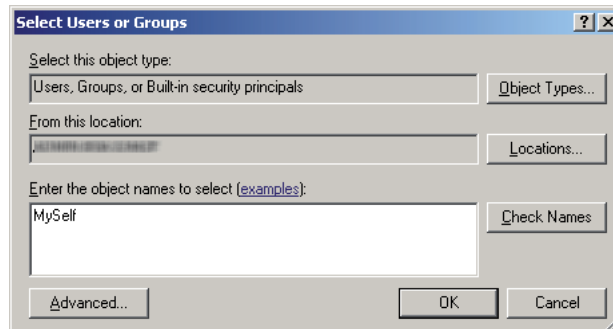 Select Users or Groups
Select this object type:
Users, Groups, or Built-in security principals
Object Types...
From this location:
Locations...
Enter the object names to select (examples):
MySelf
Check Names
Advanced...
OK
Cancel